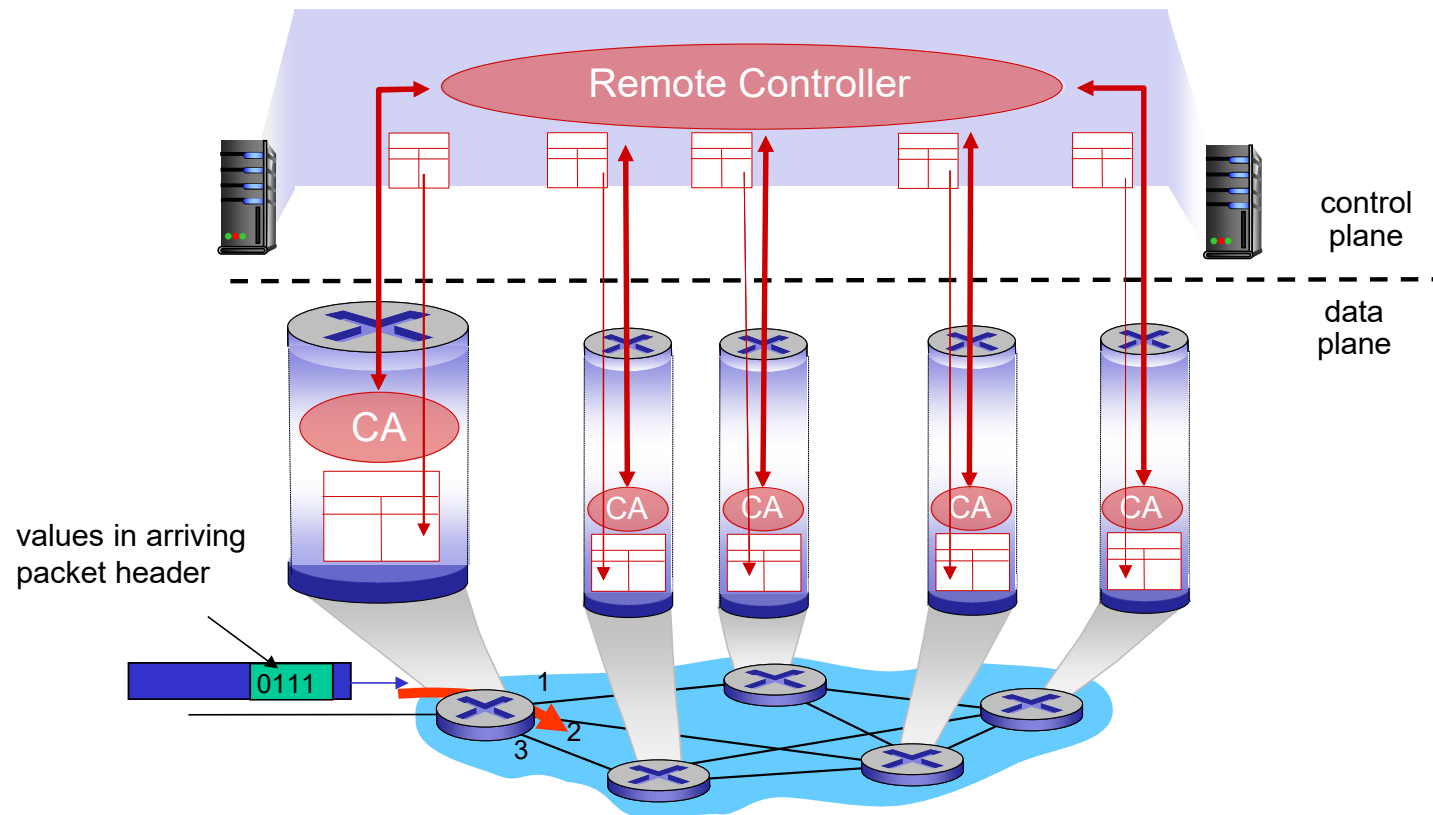 Remote Controller
control
plane
data
plane
CA
CA
CA
CA
CA
values in arriving
packet header
0111
1
2
3